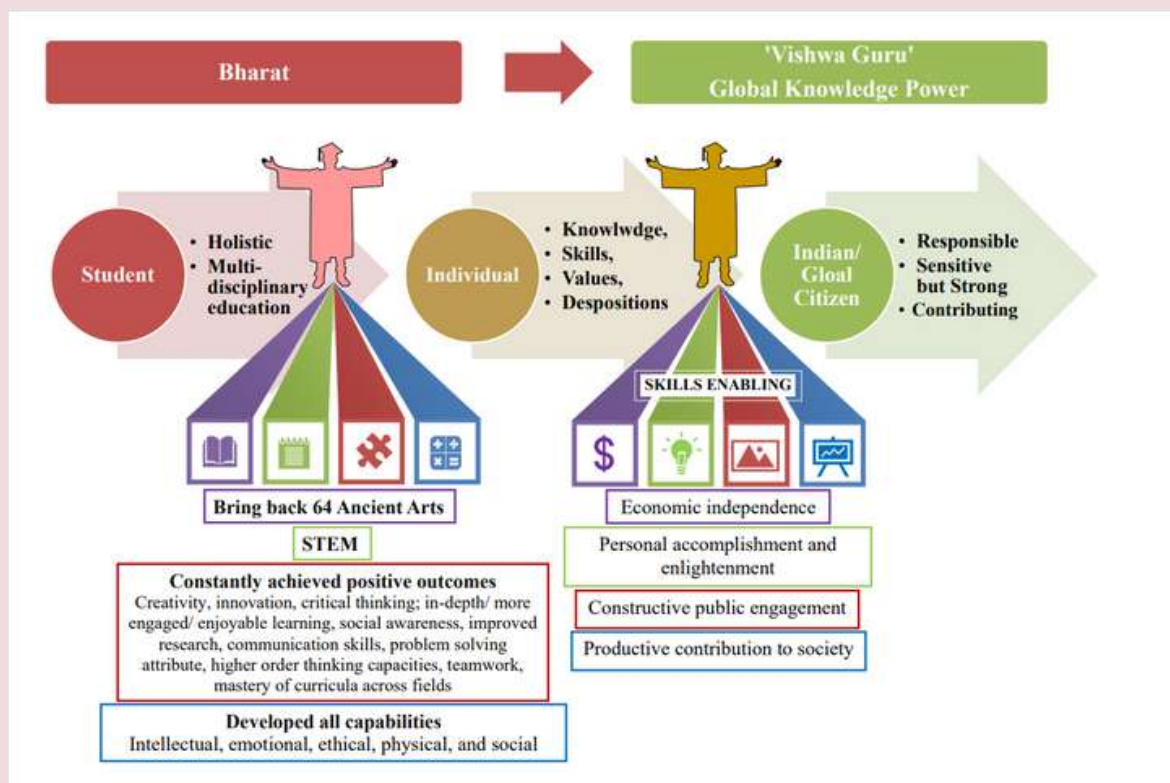 Bharat
'Vishwa Guru'
Global Knowledge Power
Student
• Holistic
• Multi-
disciplinary
education
Individual
• Knowlwdge,
• Skills,
• Values,
• Despositions
Indian/
Gloal
Citizen
• Responsible
• Sensitive
but Strong
• Contributing
SKILLS ENABLING
$
Bring back 64 Ancient Arts
STEM
Constantly achieved positive outcomes
Creativity, innovation, critical thinking; in-depth/ more
engaged/ enjoyable learning, social awareness, improved
research, communication skills, problem solving
attribute, higher order thinking capacities, teamwork,
mastery of curricula across fields
Developed all capabilities
Intellectual, emotional, ethical, physical, and social
Economic independence
Personal accomplishment and
enlightenment
Constructive public engagement
Productive contribution to society